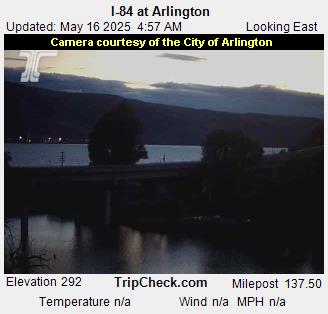 I-84 at Arlington
Updated: May 16 2025 4:57 AM Looking East
Camera courtesy of the City of Arlington
Elevation 292 TripCheck.com Milepost 137.50
Temperature n/a Wind n/a MPH n/a